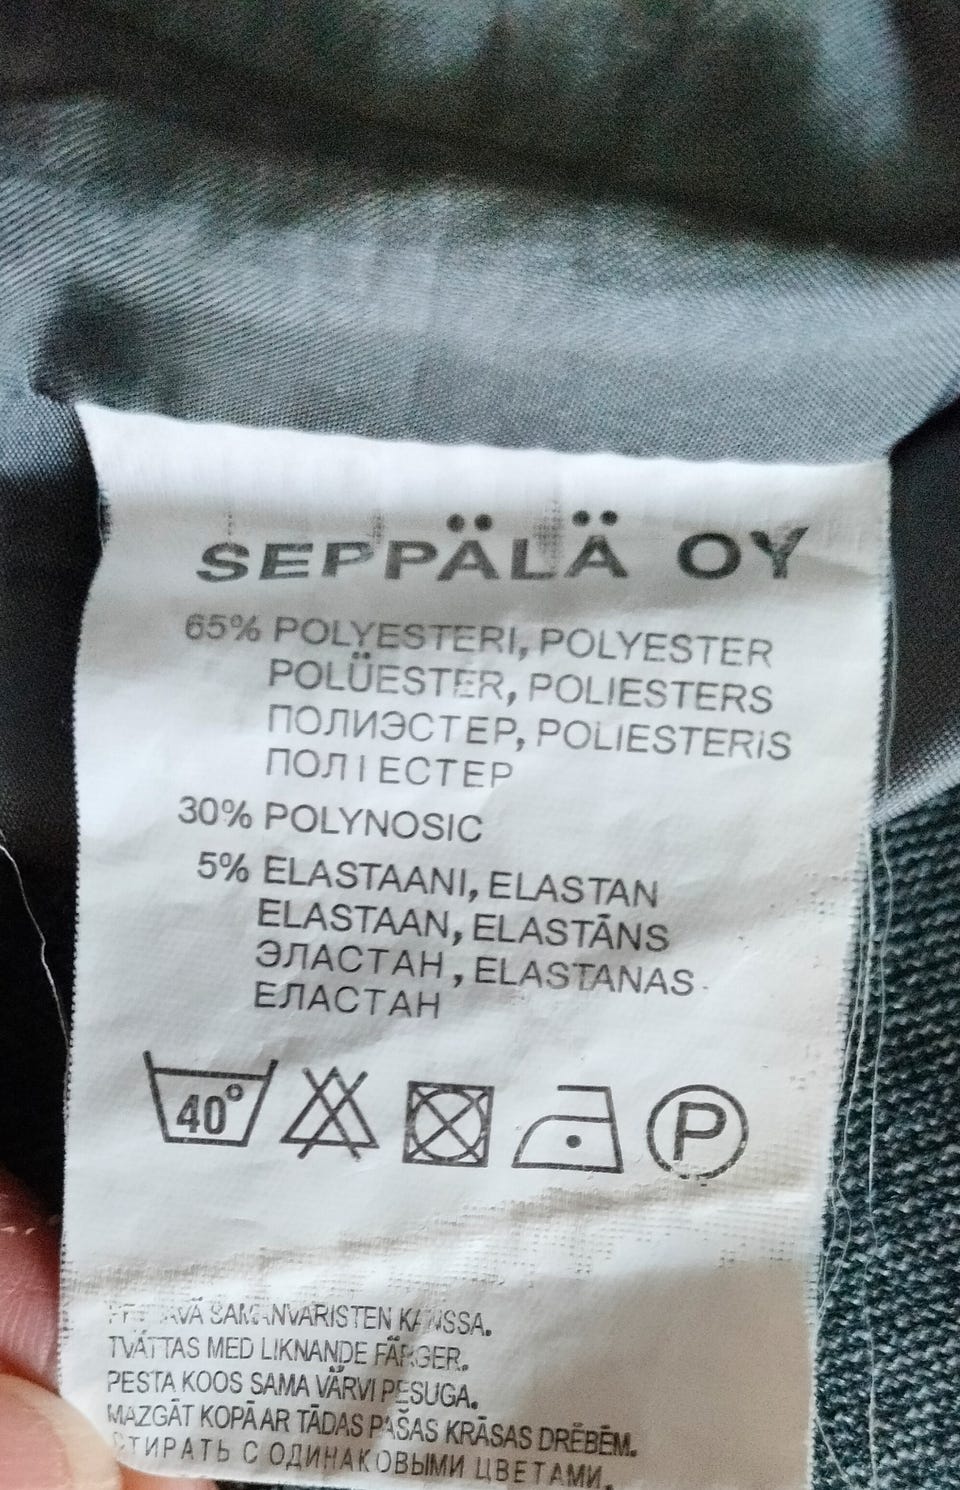 SEPPÄLÄ OY
65% POLYESTERI, POLYESTER
POLÜESTER, POLIESTERS
ПОЛИЭСТЕР, POLIESTERIS
ПОЛІЕСТЕР
30% POLYNOSIC
5% ELASTAANI, ELASTAN
ELASTAAN, ELASTĀNS
ЭЛАСТАН, ELASTANAS
ЕЛАСТАН
40° P
SAMANVÄRISTEN KANSSA.
TVÄTTAS MED LIKNANDE FÄRGER.
PESTA KOOS SAMA VÄRVI PESUGA.
MAZGĀT KOPĀ AR TĀDAS PAŠAS KRĀSAS DRĒBĒM.
СТИРАТЬ С ОДИНАКОВЫМИ ЦВЕТАМИ.